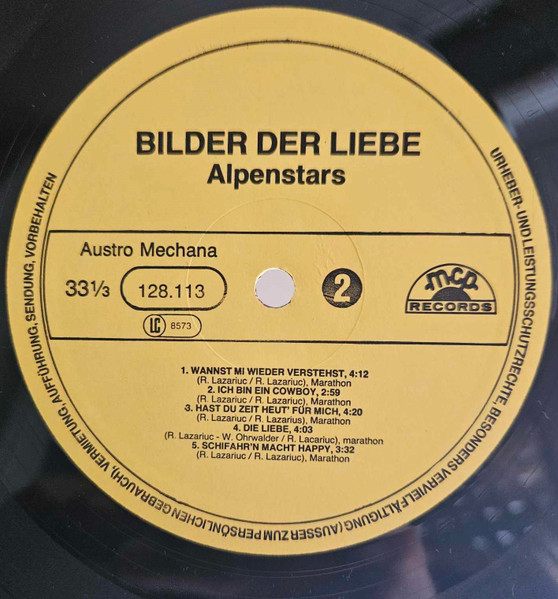 BILDER DER LIEBE
Alpenstars
Austro Mechana
33⅓
128.113
2
m.c.p.
RECORDS
LC 8573
1. WANNST MI WIEDER VERSTEHST, 4:12
(R. Lazariuc / R. Lazariuc), Marathon
2. ICH BIN EIN COWBOY, 2:59
(R. Lazariuc / R. Lazarius), Marathon
3. HAST DU ZEIT HEUT' FÜR MICH, 4:20
(R. Lazariuc / R. Lazarius), Marathon
4. DIE LIEBE, 4:03
(R. Lazariuc - W. Ohrwalder / R. Lacariuc), marathon
5. SCHIFAHR'N MACHT HAPPY, 3:32
(R. Lazariuc / R. Lazariuc), Marathon
URHEBER- UND LEISTUNGSSCHUTZRECHTE, BESONDERS VERVIELFÄLTIGUNG (AUSSER ZUM PERSÖNLICHEN GEBRAUCH), VERMIETUNG, AUFFÜHRUNG, SENDUNG, VORBEHALTEN